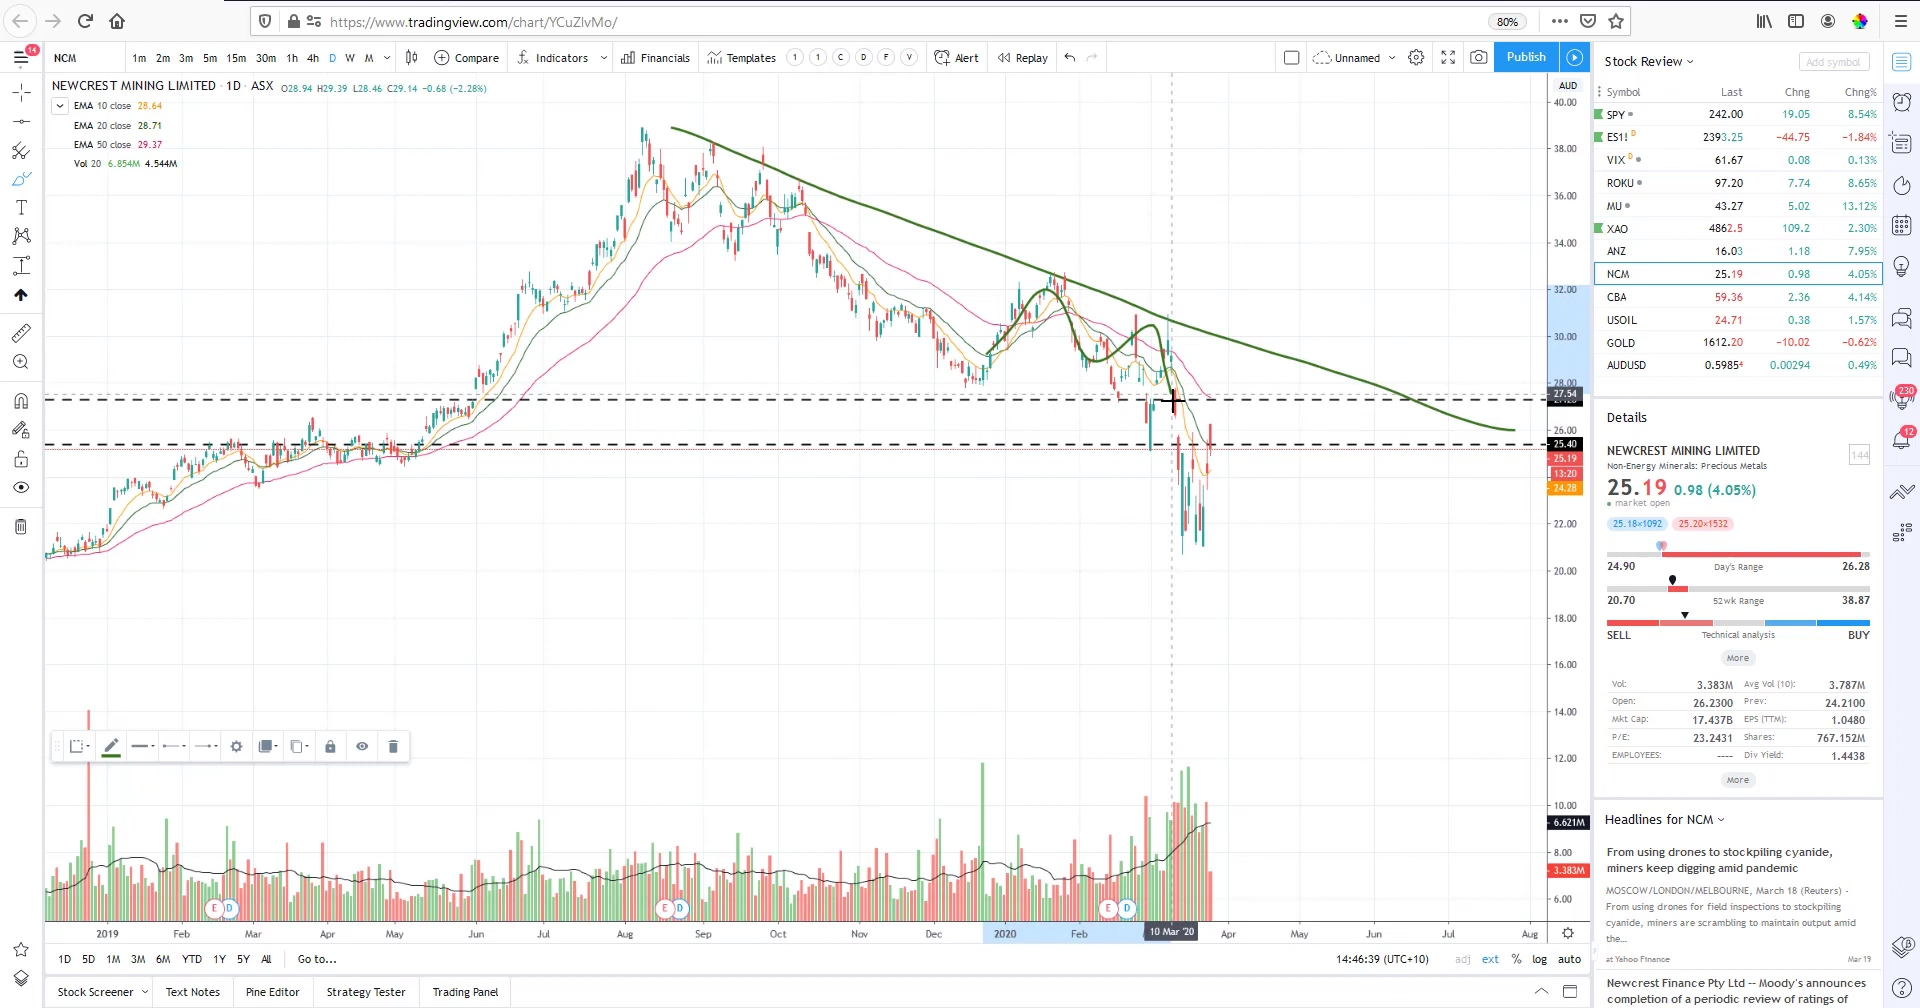 https://www.tradingview.com/chart/YCuZlvMo/
80%
14
NCM
1m 2m 3m 5m 15m 30m 1h 4h D W M
Compare
Indicators
Financials
Templates
1 1 C D F V
Alert
Replay
Unnamed
Publish
NEWCREST MINING LIMITED · 1D · ASX O28.94 H29.39 L28.46 C29.14 −0.68 (−2.28%)
EMA 10 close 28.64
EMA 20 close 28.71
EMA 50 close 29.37
Vol 20 6.854M 4.544M
AUD
40.00
38.00
36.00
34.00
32.00
30.00
28.00
27.54
26.00
25.40
25.19
13:20
24.28
22.00
20.00
18.00
16.00
14.00
12.00
10.00
6.621M
8.00
3.383M
6.00
E D E D E D
2019 Feb Mar Apr May Jun Jul Aug Sep Oct Nov Dec 2020 Feb 10 Mar '20 Apr May Jun Jul Aug
1D 5D 1M 3M 6M YTD 1Y 5Y All Go to...
14:46:39 (UTC+10) adj ext % log auto
Stock Screener Text Notes Pine Editor Strategy Tester Trading Panel
Stock Review
Add symbol
Symbol Last Chng Chng%
SPY 242.00 19.05 8.54%
ES1! D 2393.25 −44.75 −1.84%
VIX D 61.67 0.08 0.13%
ROKU 97.20 7.74 8.65%
MU 43.27 5.02 13.12%
XAO 4862.5 109.2 2.30%
ANZ 16.03 1.18 7.95%
NCM 25.19 0.98 4.05%
CBA 59.36 2.36 4.14%
USOIL 24.71 0.38 1.57%
GOLD 1612.20 −10.02 −0.62%
AUDUSD 0.5985⁴ 0.00294 0.49%
Details
NEWCREST MINING LIMITED
144
Non-Energy Minerals: Precious Metals
25.19 0.98 (4.05%)
market open
25.18×1092 25.20×1532
24.90 Day's Range 26.28
20.70 52wk Range 38.87
SELL Technical analysis BUY
More
Vol: 3.383M Avg Vol (10): 3.787M
Open: 26.2300 Prev: 24.2100
Mkt Cap: 17.437B EPS (TTM): 1.0480
P/E: 23.2431 Shares: 767.152M
EMPLOYEES: ---- Div Yield: 1.4438
More
Headlines for NCM
From using drones to stockpiling cyanide,
miners keep digging amid pandemic
MOSCOW/LONDON/MELBOURNE, March 18 (Reuters) -
From using drones for field inspections to stockpiling
cyanide, miners are scrambling to maintain output amid
the...
at Yahoo Finance Mar 19
Newcrest Finance Pty Ltd -- Moody's announces
completion of a periodic review of ratings of
230
12